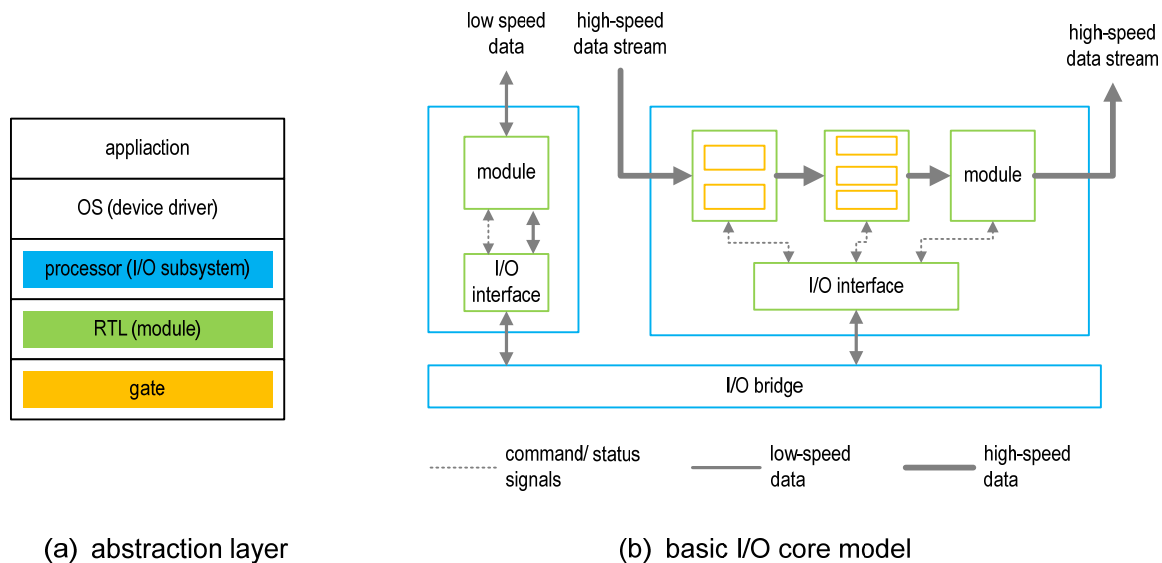 low speed
data
high-speed
data stream
high-speed
data stream
appliaction
OS (device driver)
processor (I/O subsystem)
RTL (module)
gate
module
I/O
interface
module
I/O interface
I/O bridge
command/ status
signals
low-speed
data
high-speed
data
(a) abstraction layer
(b) basic I/O core model